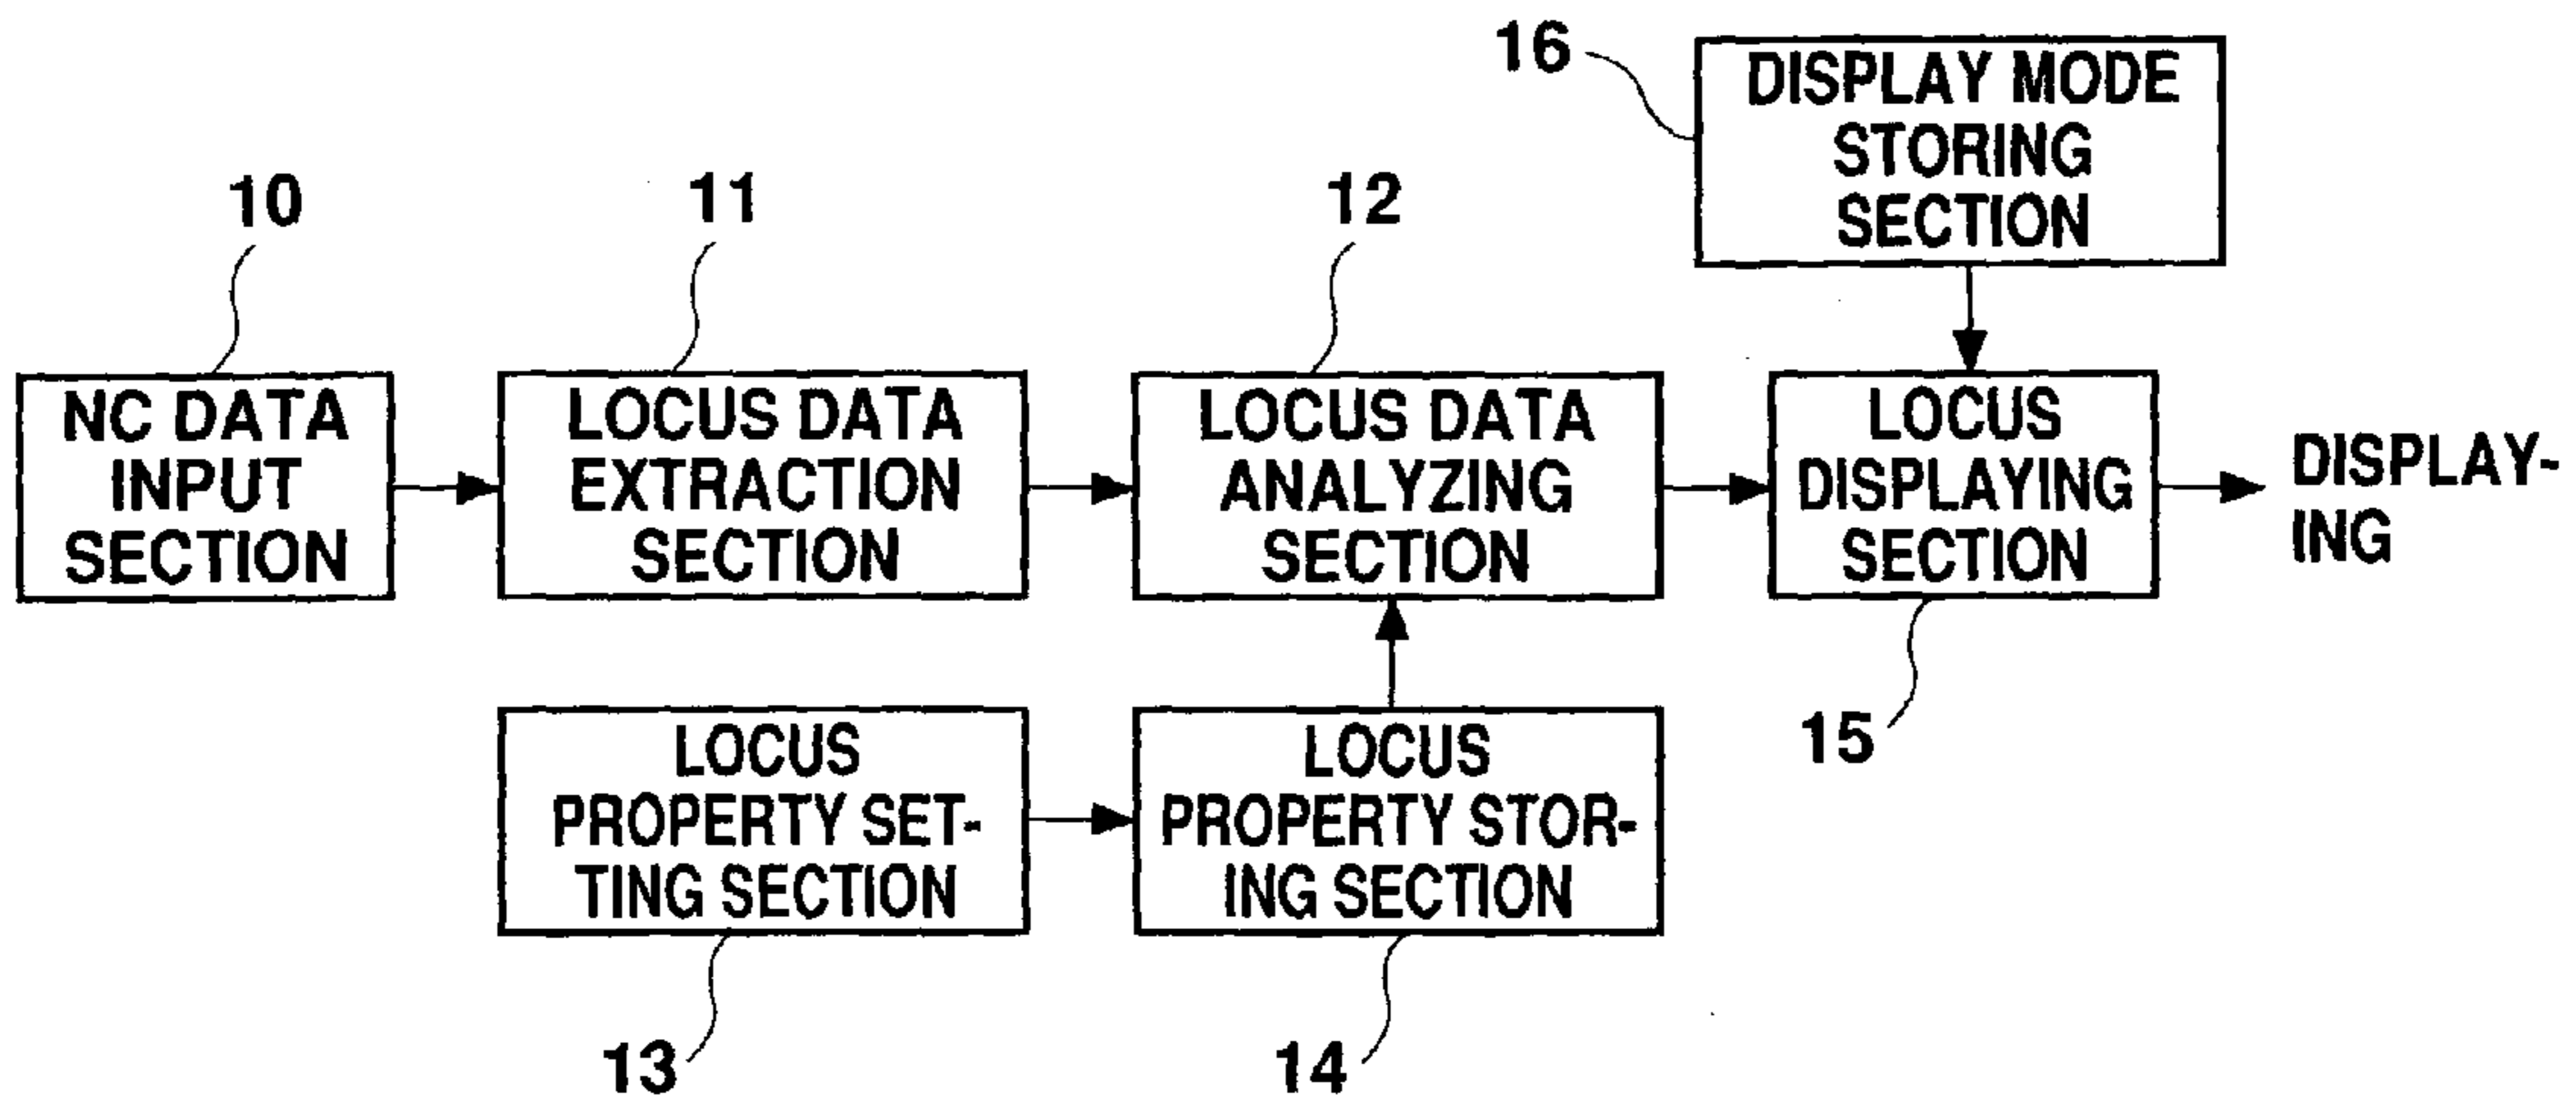 16
DISPLAY MODE
STORING
SECTION
10
11
12
NC DATA
INPUT
SECTION
LOCUS DATA
EXTRACTION
SECTION
LOCUS DATA
ANALYZING
SECTION
LOCUS
DISPLAYING
SECTION
DISPLAY-
ING
15
LOCUS
PROPERTY SET-
TING SECTION
LOCUS
PROPERTY STOR-
ING SECTION
13
14